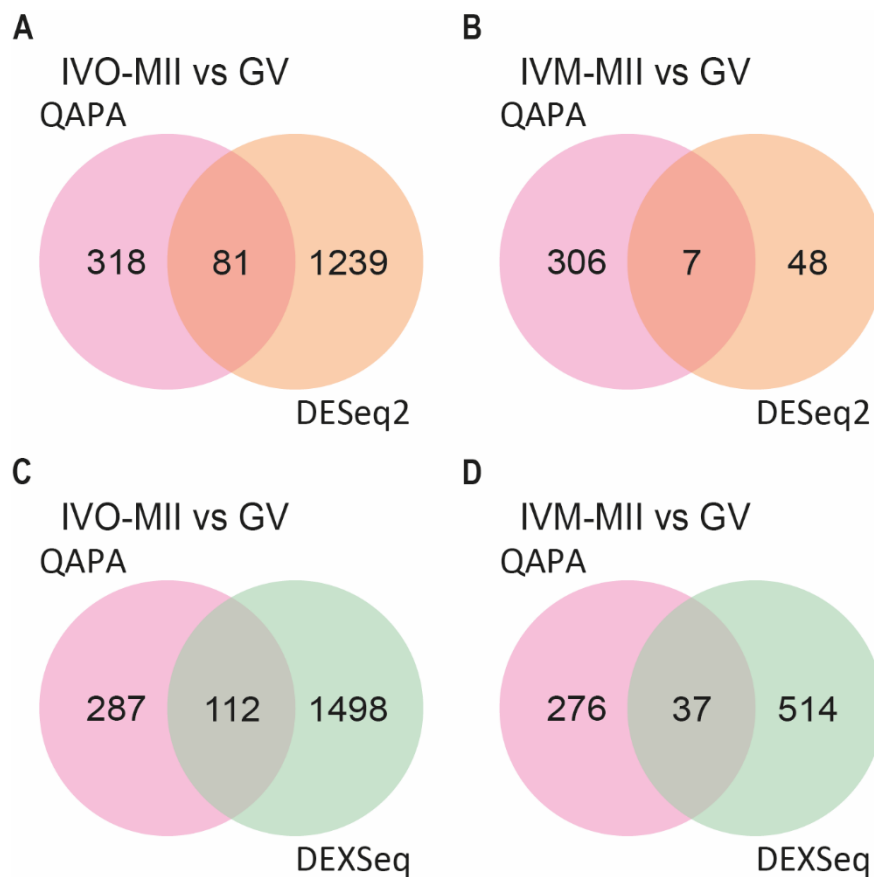 A
IVO-MII vs GV
QAPA
318
81
1239
DESeq2
B
IVM-MII vs GV
QAPA
306
7
48
DESeq2
C
IVO-MII vs GV
QAPA
287
112
1498
DEXSeq
D
IVM-MII vs GV
QAPA
276
37
514
DEXSeq